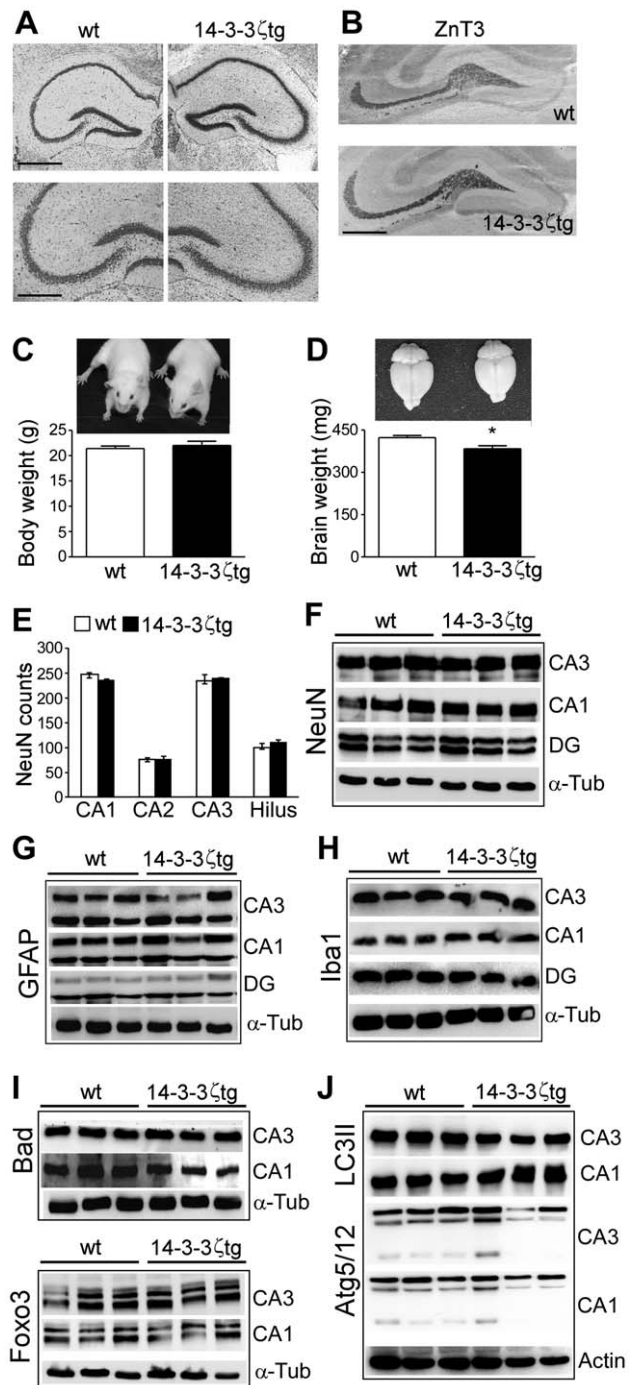 A
wt 14-3-3ζtg
B
ZnT3
wt
14-3-3ζtg
C
Body weight (g)
25
20
15
10
5
0
wt 14-3-3ζtg
D
Brain weight (mg)
450
300
150
0
*
wt 14-3-3ζtg
E
wt 14-3-3ζtg
NeuN counts
300
250
200
150
100
50
0
CA1 CA2 CA3 Hilus
F
wt 14-3-3ζtg
NeuN
CA3
CA1
DG
α-Tub
G
wt 14-3-3ζtg
GFAP
CA3
CA1
DG
α-Tub
H
wt 14-3-3ζtg
Iba1
CA3
CA1
DG
α-Tub
I
wt 14-3-3ζtg
Bad
CA3
CA1
α-Tub
wt 14-3-3ζtg
Foxo3
CA3
CA1
α-Tub
J
wt 14-3-3ζtg
LC3II
CA3
CA1
Atg5/12
CA3
CA1
Actin